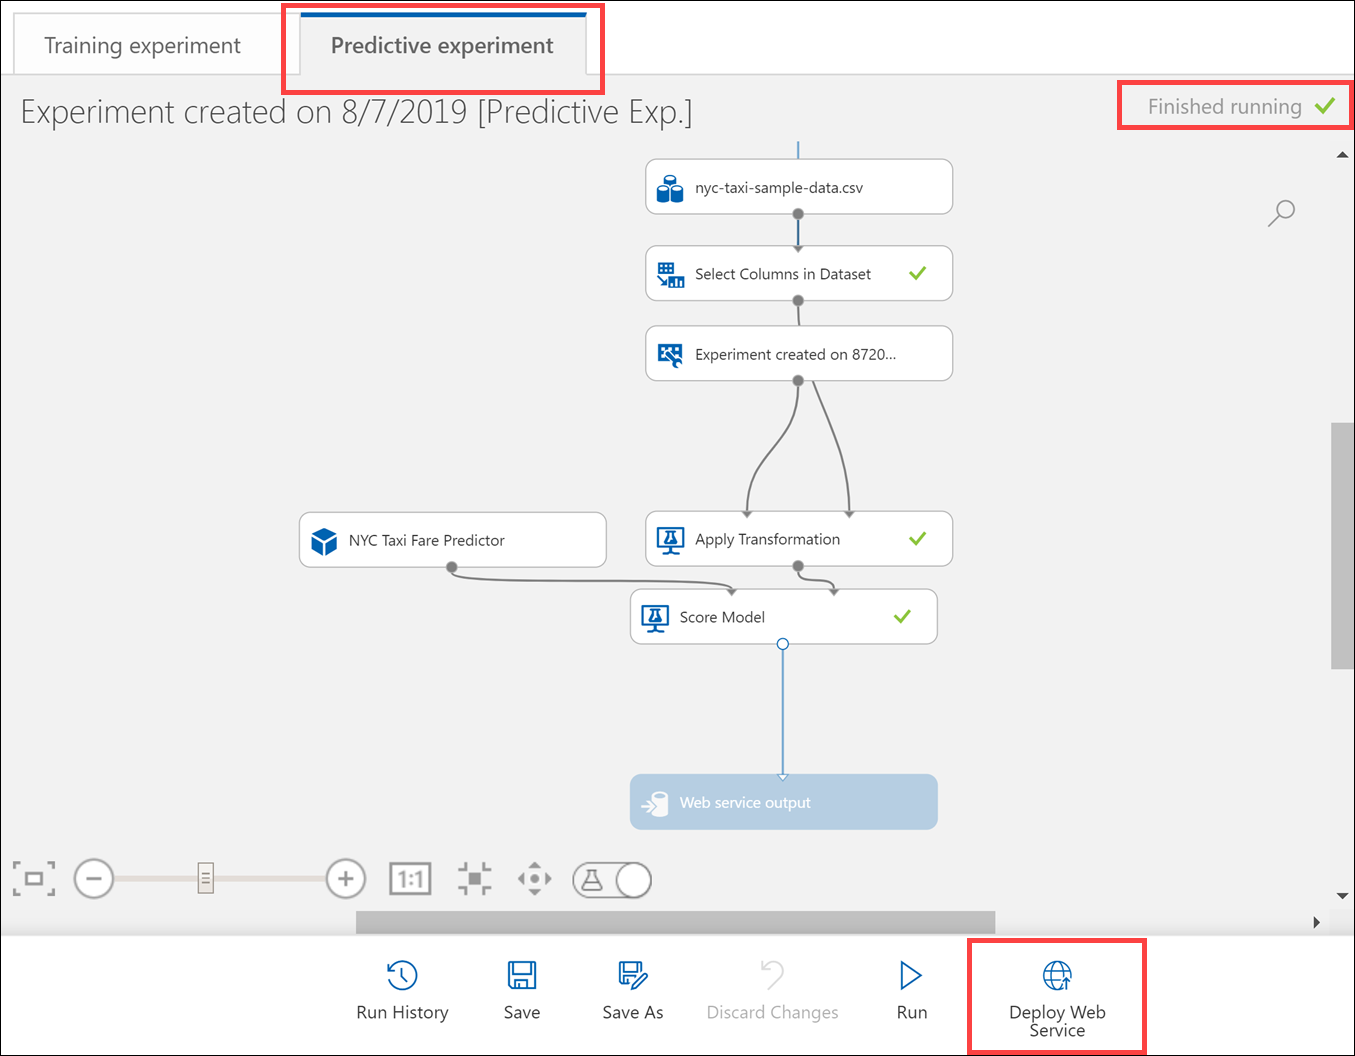 Training experiment
Predictive experiment
Experiment created on 8/7/2019 [Predictive Exp.]
Finished running
nyc-taxi-sample-data.csv
Select Columns in Dataset
Experiment created on 8720...
NYC Taxi Fare Predictor
Apply Transformation
Score Model
Web service output
1:1
Run History
Save
Save As
Discard Changes
Run
Deploy Web
Service